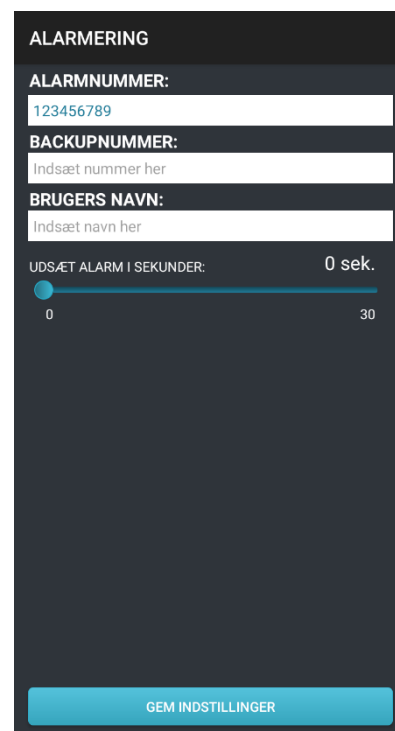 ALARMERING
ALARMNUMMER:
123456789
BACKUPNUMMER:
Indsæt nummer her
BRUGERS NAVN:
Indsæt navn her
UDSÆT ALARM I SEKUNDER: 0 sek.
0 30
GEM INDSTILLINGER